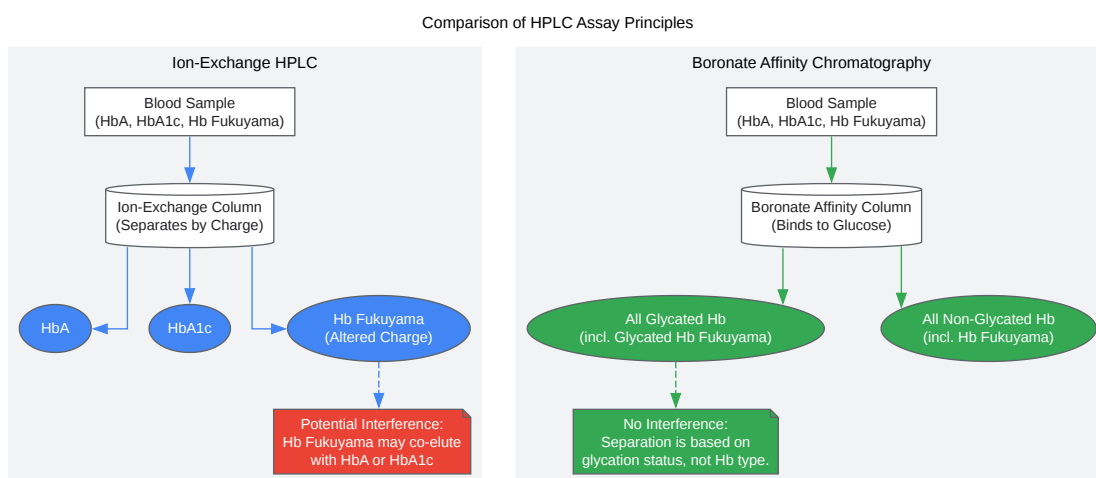 Comparison of HPLC Assay Principles
Ion-Exchange HPLC
Blood Sample
(HbA, HbA1c, Hb Fukuyama)
Ion-Exchange Column
(Separates by Charge)
HbA
HbA1c
Hb Fukuyama
(Altered Charge)
Potential Interference:
Hb Fukuyama may co-elute
with HbA or HbA1c
Boronate Affinity Chromatography
Blood Sample
(HbA, HbA1c, Hb Fukuyama)
Boronate Affinity Column
(Binds to Glucose)
All Glycated Hb
(incl. Glycated Hb Fukuyama)
All Non-Glycated Hb
(incl. Hb Fukuyama)
No Interference:
Separation is based on
glycation status, not Hb type.